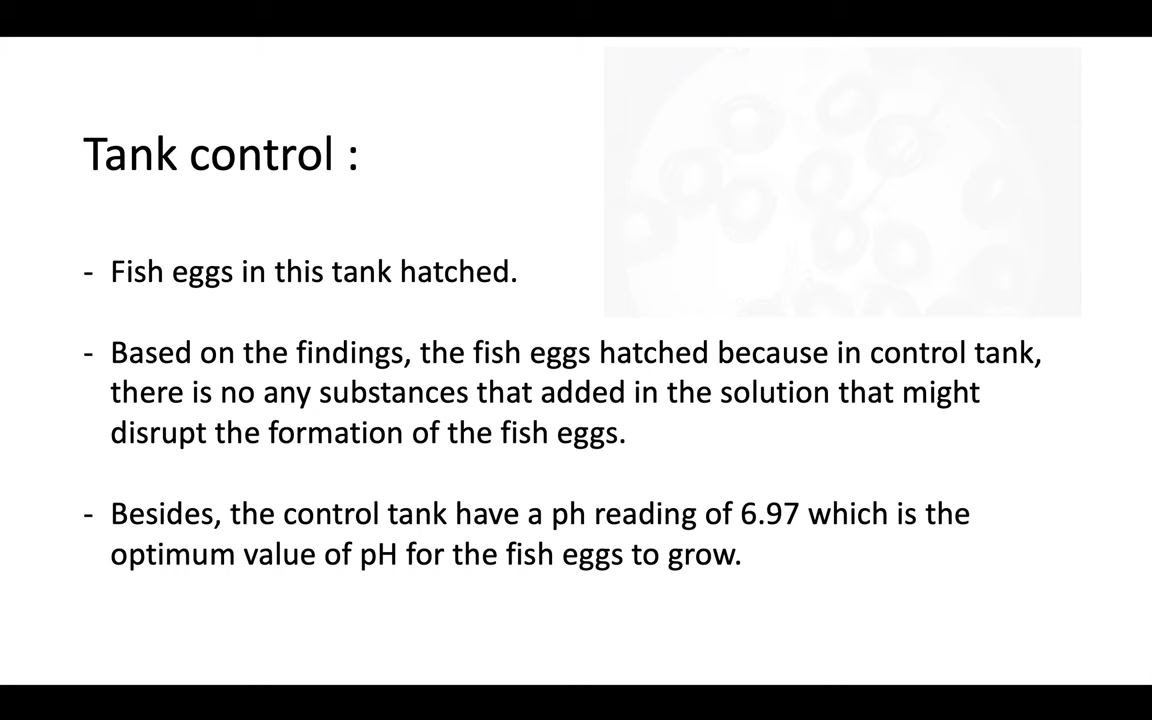 Tank control :
- Fish eggs in this tank hatched.
- Based on the findings, the fish eggs hatched because in control tank,
there is no any substances that added in the solution that might
disrupt the formation of the fish eggs.
- Besides, the control tank have a ph reading of 6.97 which is the
optimum value of pH for the fish eggs to grow.